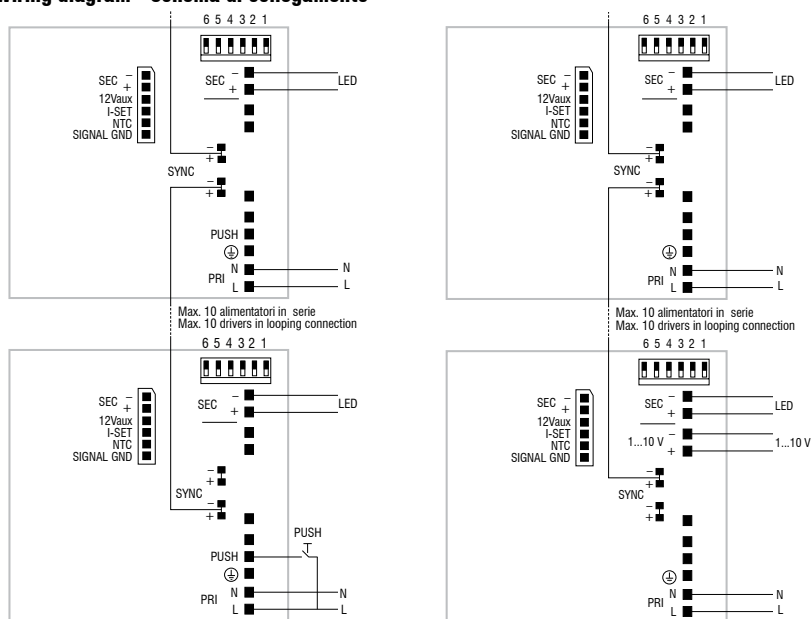 wiring diagram - Schema di collegamento
6 5 4 3 2 1
SEC – +
12Vaux
I-SET
NTC
SIGNAL GND
SEC – +
LED
– +
SYNC
– +
PUSH
PRI N L
N
L
Max. 10 alimentatori in serie
Max. 10 drivers in looping connection
6 5 4 3 2 1
SEC – +
12Vaux
I-SET
NTC
SIGNAL GND
SEC – +
LED
– +
SYNC
– +
PUSH
PUSH
PRI N L
N
L
6 5 4 3 2 1
SEC – +
12Vaux
I-SET
NTC
SIGNAL GND
SEC – +
LED
– +
SYNC
– +
PRI N L
N
L
Max. 10 alimentatori in serie
Max. 10 drivers in looping connection
6 5 4 3 2 1
SEC – +
12Vaux
I-SET
NTC
SIGNAL GND
SEC – +
LED
1...10 V – +
1...10 V
– +
SYNC
– +
PRI N L
N
L